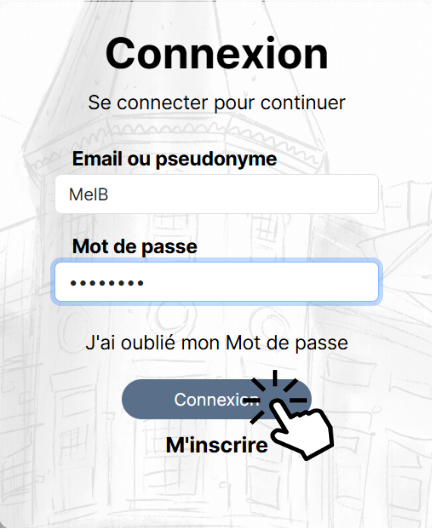 Connexion
Se connecter pour continuer
Email ou pseudonyme
MelB
Mot de passe
••••••••
J'ai oublié mon Mot de passe
Connexion
M'inscrire